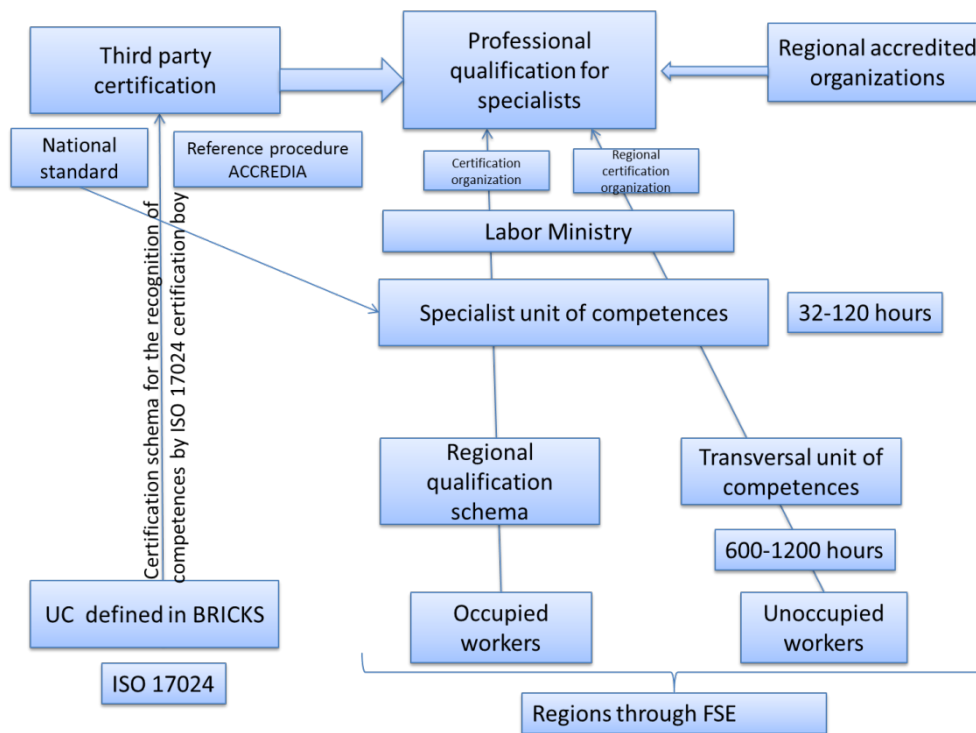 Third party
certification
Professional
qualification for
specialists
Regional accredited
organizations
National
standard
Reference procedure
ACCREDIA
Certification
organization
Regional
certification
organization
Labor Ministry
Specialist unit of competences
32-120 hours
Certification schema for the recognition of
competences by ISO 17024 certification boy
Regional
qualification
schema
Transversal unit of
competences
600-1200 hours
UC defined in BRICKS
Occupied
workers
Unoccupied
workers
ISO 17024
Regions through FSE